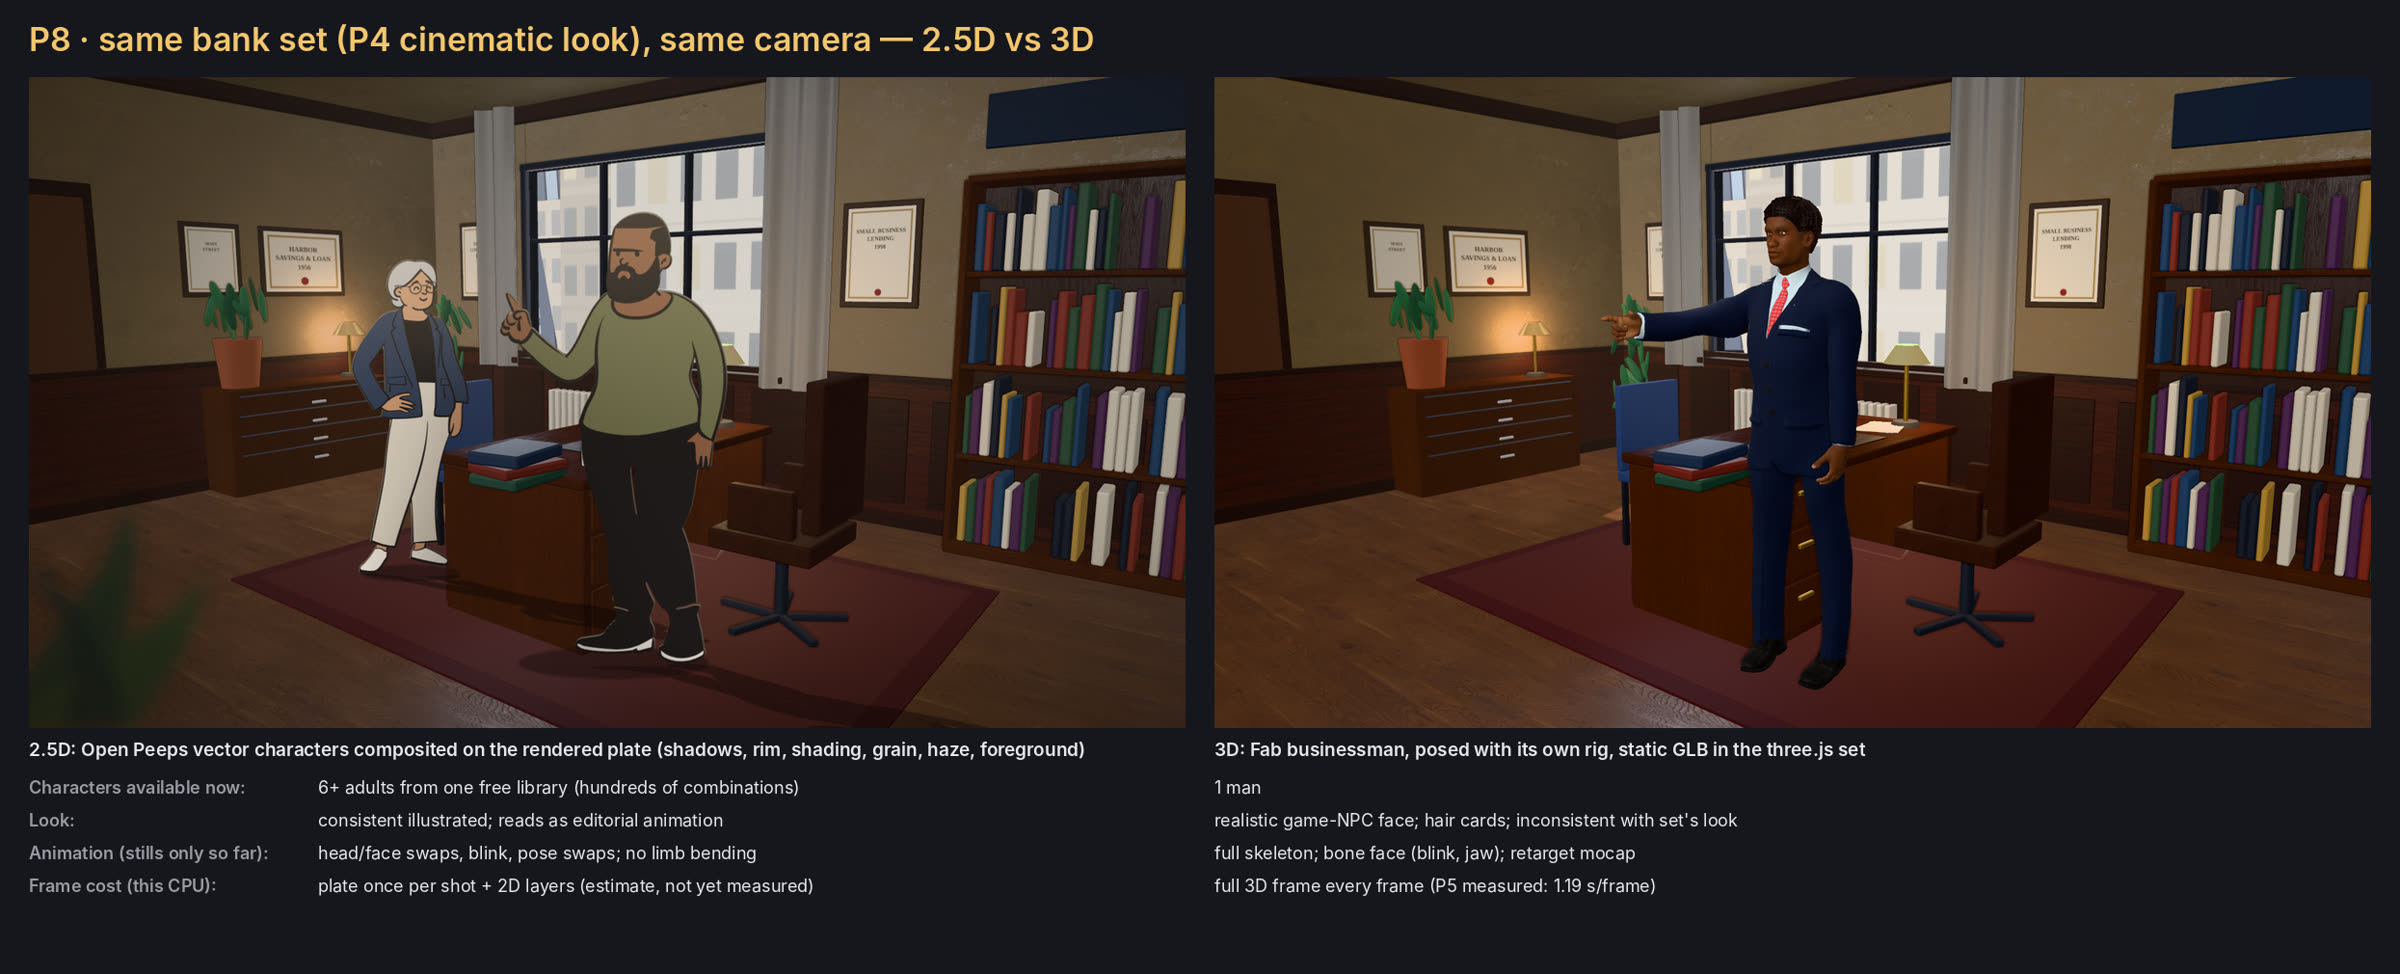 P8 · same bank set (P4 cinematic look), same camera — 2.5D vs 3D
MAIN
STREET
HARBOR
SAVINGS & LOAN
1956
SMALL BUSINESS
LENDING
1998
MAIN
STREET
HARBOR
SAVINGS & LOAN
1956
SMALL BUSINESS
LENDING
1998
2.5D: Open Peeps vector characters composited on the rendered plate (shadows, rim, shading, grain, haze, foreground)
3D: Fab businessman, posed with its own rig, static GLB in the three.js set
Characters available now: 6+ adults from one free library (hundreds of combinations) 1 man
Look: consistent illustrated; reads as editorial animation realistic game-NPC face; hair cards; inconsistent with set's look
Animation (stills only so far): head/face swaps, blink, pose swaps; no limb bending full skeleton; bone face (blink, jaw); retarget mocap
Frame cost (this CPU): plate once per shot + 2D layers (estimate, not yet measured) full 3D frame every frame (P5 measured: 1.19 s/frame)